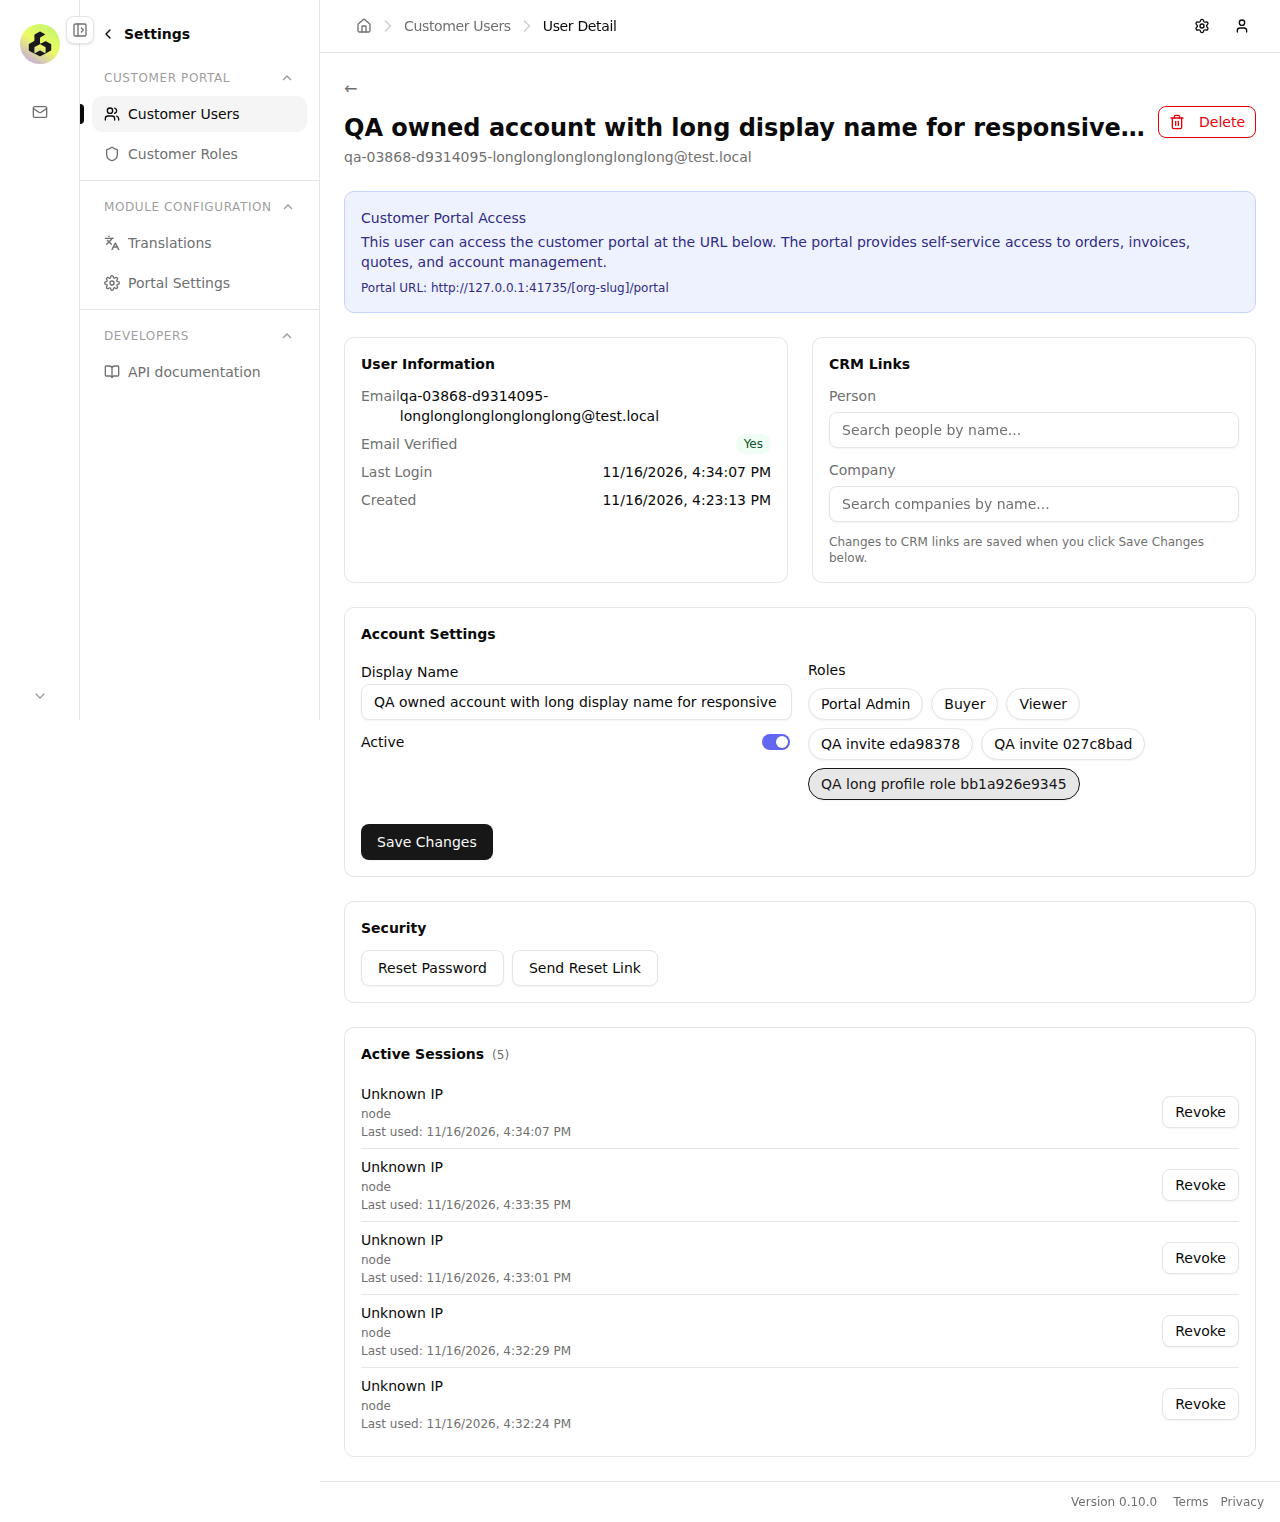 Settings
CUSTOMER PORTAL
Customer Users
Customer Roles
MODULE CONFIGURATION
Translations
Portal Settings
DEVELOPERS
API documentation
Customer Users
User Detail
←
QA owned account with long display name for responsive...
Delete
qa-03868-d9314095-longlonglonglonglonglong@test.local
Customer Portal Access
This user can access the customer portal at the URL below. The portal provides self-service access to orders, invoices,
quotes, and account management.
Portal URL: http://127.0.0.1:41735/[org-slug]/portal
User Information
Email qa-03868-d9314095-
longlonglonglonglonglong@test.local
Email Verified Yes
Last Login 11/16/2026, 4:34:07 PM
Created 11/16/2026, 4:23:13 PM
CRM Links
Person
Search people by name...
Company
Search companies by name...
Changes to CRM links are saved when you click Save Changes
below.
Account Settings
Display Name
QA owned account with long display name for responsive
Active
Roles
Portal Admin Buyer Viewer
QA invite eda98378 QA invite 027c8bad
QA long profile role bb1a926e9345
Save Changes
Security
Reset Password Send Reset Link
Active Sessions (5)
Unknown IP
node
Last used: 11/16/2026, 4:34:07 PM
Revoke
Unknown IP
node
Last used: 11/16/2026, 4:33:35 PM
Revoke
Unknown IP
node
Last used: 11/16/2026, 4:33:01 PM
Revoke
Unknown IP
node
Last used: 11/16/2026, 4:32:29 PM
Revoke
Unknown IP
node
Last used: 11/16/2026, 4:32:24 PM
Revoke
Version 0.10.0 Terms Privacy